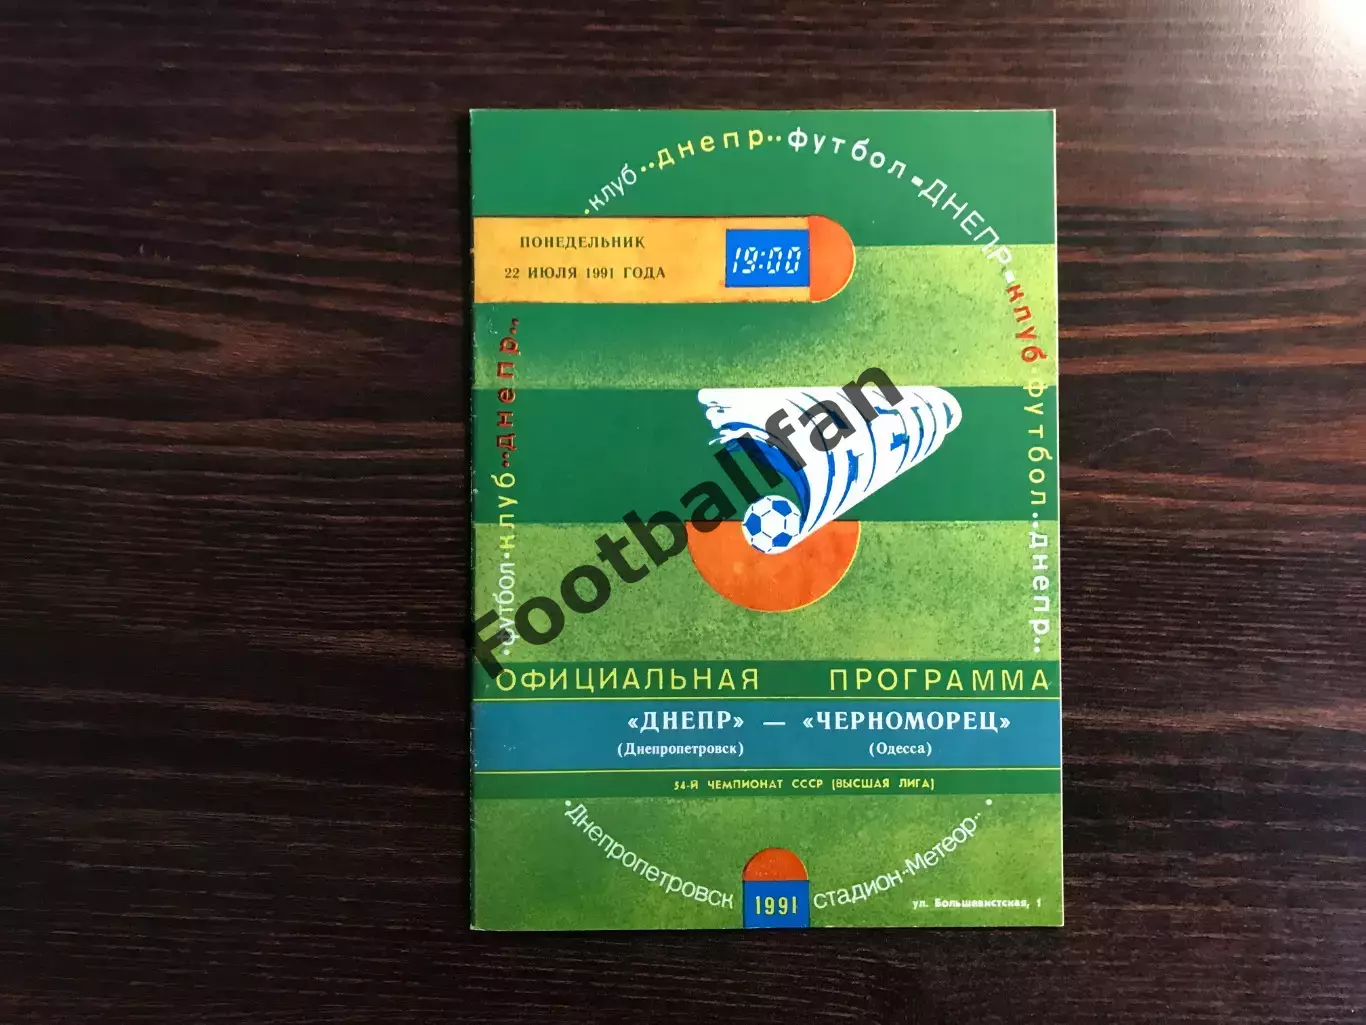 ·клуб··днепр··футбол-ДНЕПР-клуб·футбол··днепр··
ПОНЕДЕЛЬНИК
22 ИЮЛЯ 1991 ГОДА
19:00
·футбол·клуб··днепр··
ДНЕПР
Footballfan
ОФИЦИАЛЬНАЯ ПРОГРАММА
«ДНЕПР» — «ЧЕРНОМОРЕЦ»
(Днепропетровск) (Одесса)
54-Й ЧЕМПИОНАТ СССР (ВЫСШАЯ ЛИГА)
·Днепропетровск стадион··Метеор··
1991
ул. Большевистская, 1